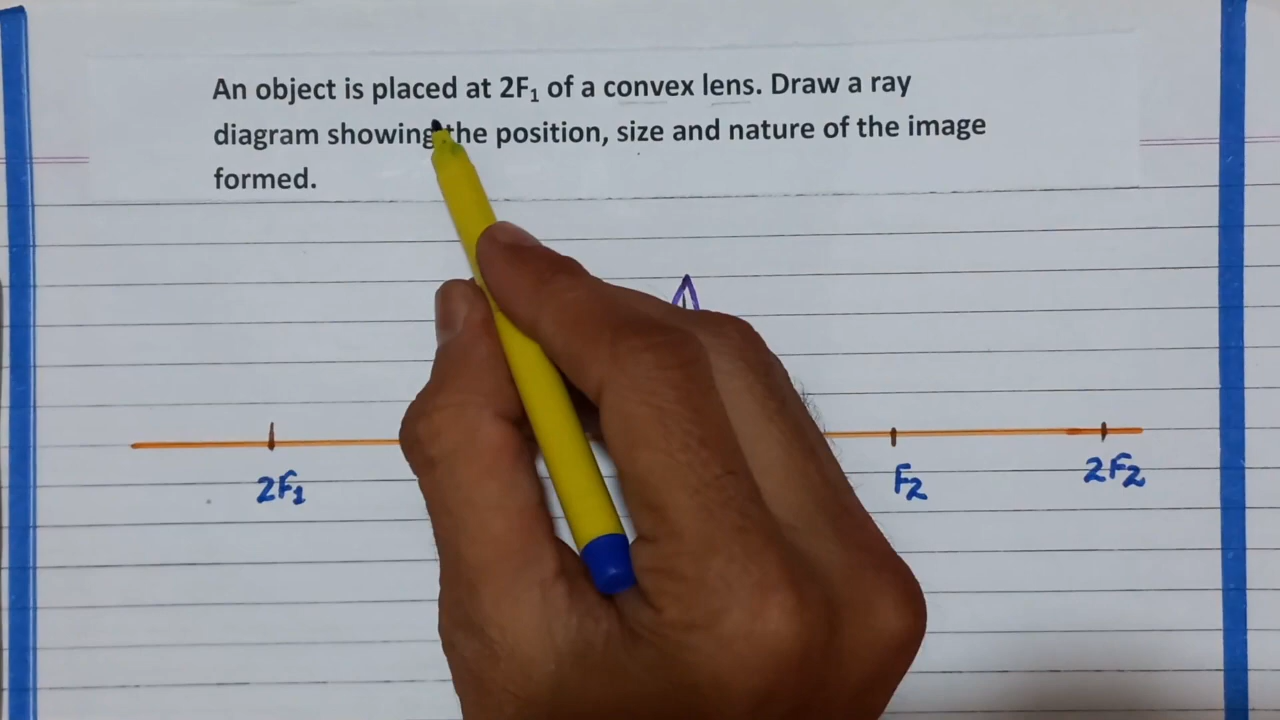 An object is placed at 2F₁ of a convex lens. Draw a ray
diagram showing the position, size and nature of the image
formed.
2F₁
F₂
2F₂